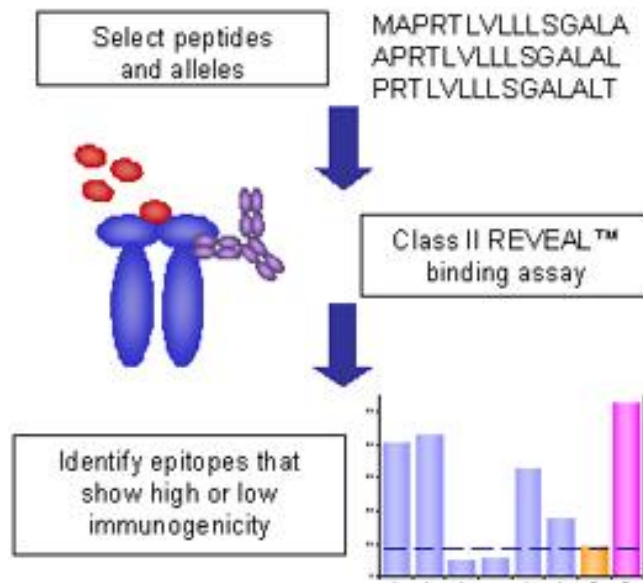 Select peptides
and alleles
MAPRTLVLLLSGALA
APRTLVLLLSGALAL
PRTLVLLLSGALALT
Class II REVEAL™
binding assay
Identify epitopes that
show high or low
immunogenicity